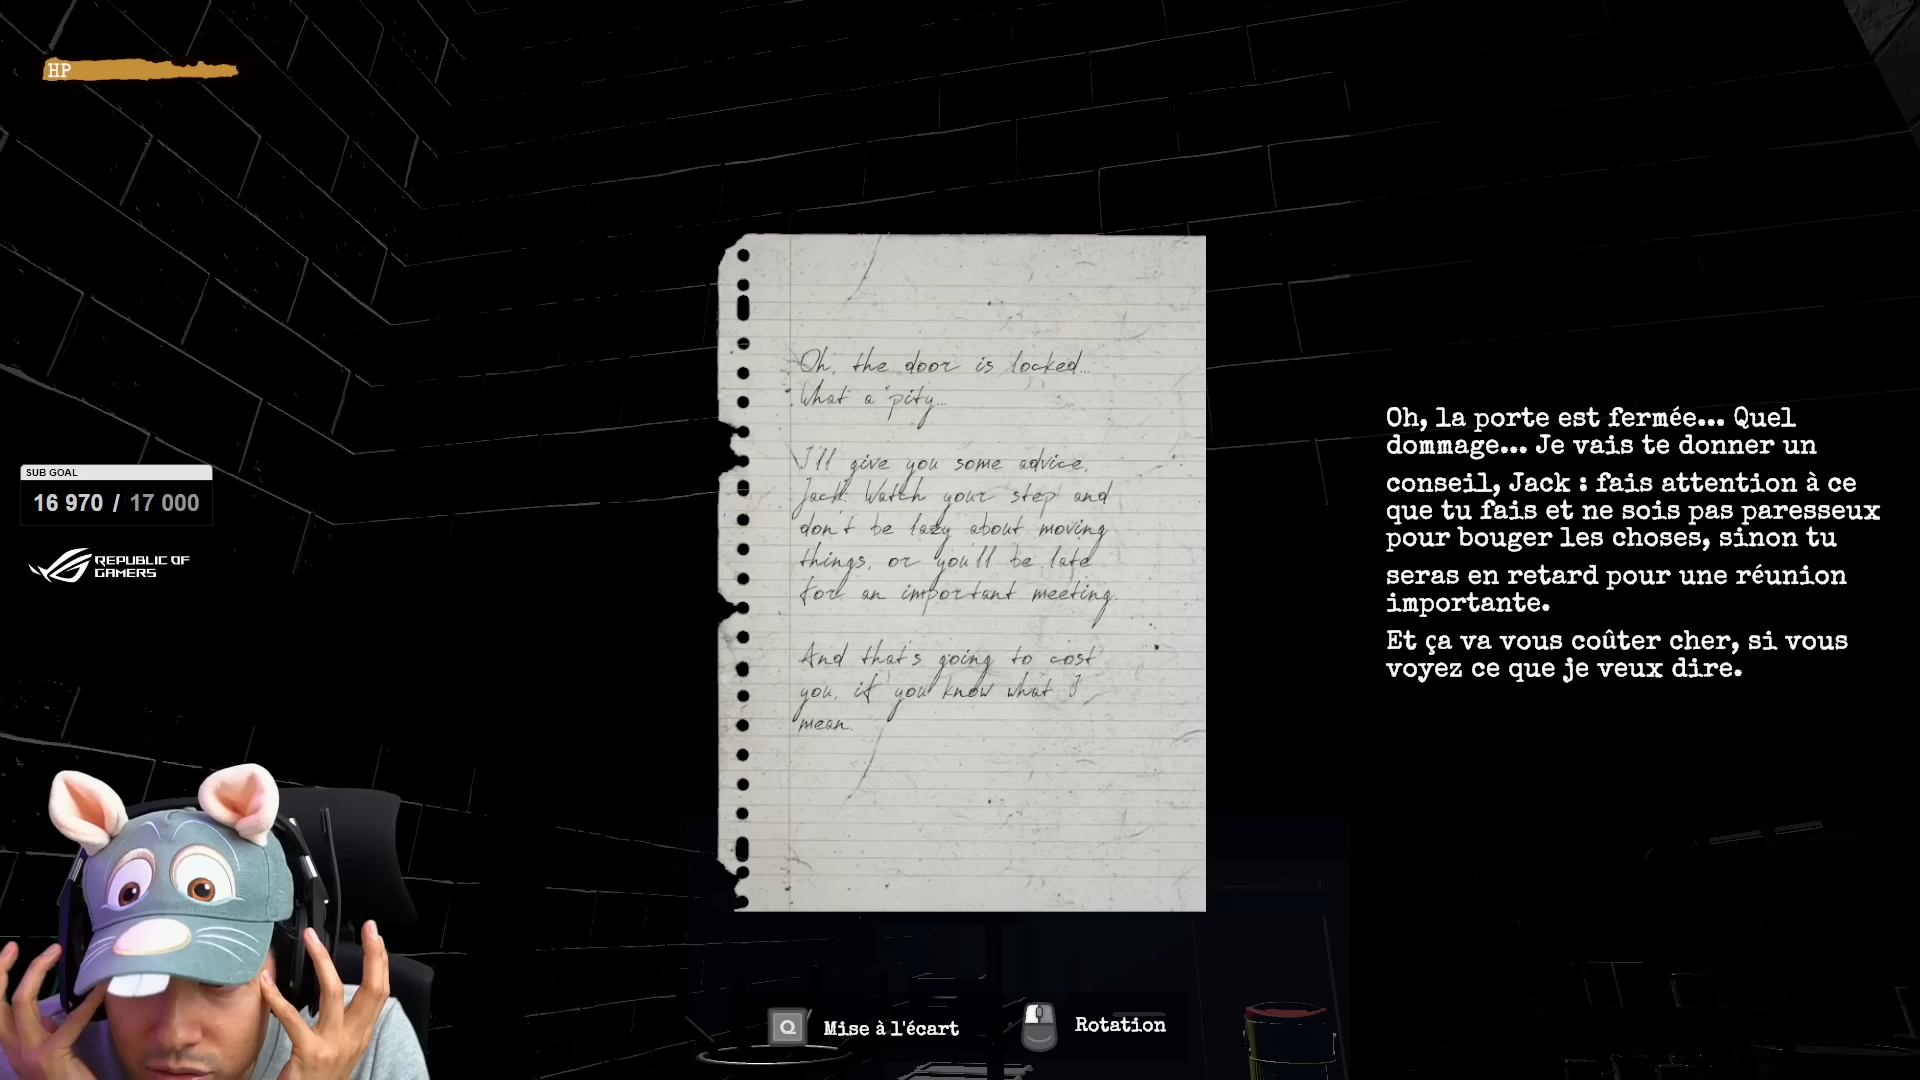 HP
SUB GOAL
16 970 / 17 000
REPUBLIC OF
GAMERS
Oh, the door is locked...
What a pity...
I'll give you some advice,
Jack. Watch your step and
don't be lazy about moving
things, or you'll be late
for an important meeting.
And that's going to cost
you, if you know what I
mean.
Oh, la porte est fermée... Quel
dommage... Je vais te donner un
conseil, Jack : fais attention à ce
que tu fais et ne sois pas paresseux
pour bouger les choses, sinon tu
seras en retard pour une réunion
importante.
Et ça va vous coûter cher, si vous
voyez ce que je veux dire.
Q
Mise à l'écart
Rotation